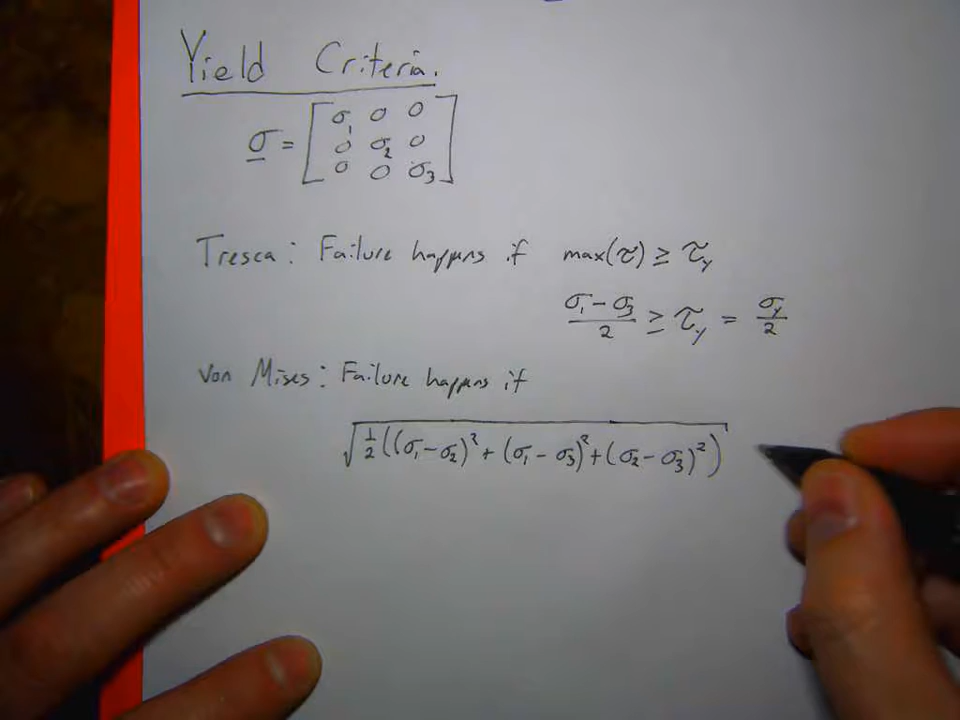 Yield Criteria.
σ = [σ₁ 0 0
0 σ₂ 0
0 0 σ₃]
Tresca: Failure happens if max(τ) ≥ τy
(σ₁ - σ₃)/2 ≥ τy = σy/2
von Mises: Failure happens if
√(½((σ₁-σ₂)² + (σ₁-σ₃)² + (σ₂-σ₃)²))